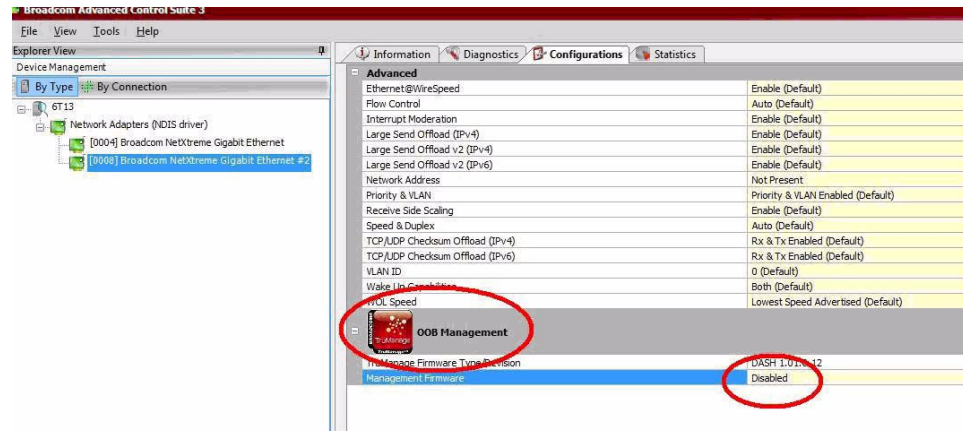 Broadcom Advanced Control Suite 3
File View Tools Help
Explorer View
Device Management
By Type By Connection
6T13
Network Adapters (NDIS driver)
[0004] Broadcom NetXtreme Gigabit Ethernet
[0008] Broadcom NetXtreme Gigabit Ethernet #2
Information Diagnostics Configurations Statistics
Advanced
Ethernet@WireSpeed Enable (Default)
Flow Control Auto (Default)
Interrupt Moderation Enable (Default)
Large Send Offload (IPv4) Enable (Default)
Large Send Offload v2 (IPv4) Enable (Default)
Large Send Offload v2 (IPv6) Enable (Default)
Network Address Not Present
Priority & VLAN Priority & VLAN Enabled (Default)
Receive Side Scaling Enable (Default)
Speed & Duplex Auto (Default)
TCP/UDP Checksum Offload (IPv4) Rx & Tx Enabled (Default)
TCP/UDP Checksum Offload (IPv6) Rx & Tx Enabled (Default)
VLAN ID 0 (Default)
Wake Up Capabilities Both (Default)
WOL Speed Lowest Speed Advertised (Default)
TruManage
OOB Management
TruManage Firmware Type/Revision DASH
Management Firmware Disabled